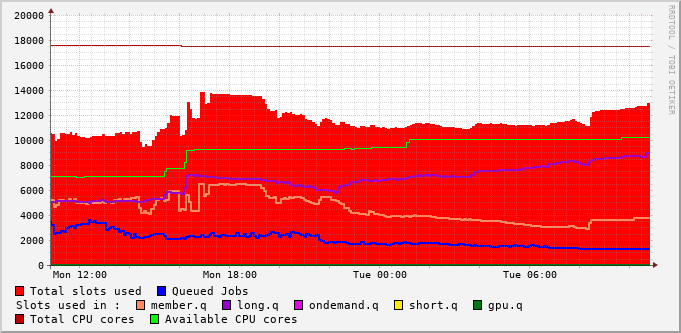 20000
18000
16000
14000
12000
10000
8000
6000
4000
2000
0
Mon 12:00 Mon 18:00 Tue 00:00 Tue 06:00
RRDTOOL / TOBI OETIKER
Total slots used Queued Jobs
Slots used in : member.q long.q ondemand.q short.q gpu.q
Total CPU cores Available CPU cores